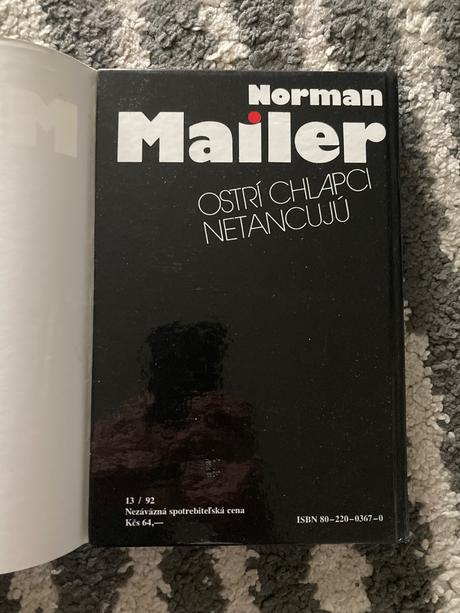 Norman
Mailer
OSTRÍ CHLAPCI
NETANCUJÚ
13 / 92
Nezáväzná spotrebiteľská cena
Kčs 64,—
ISBN 80-220-0367-0
M